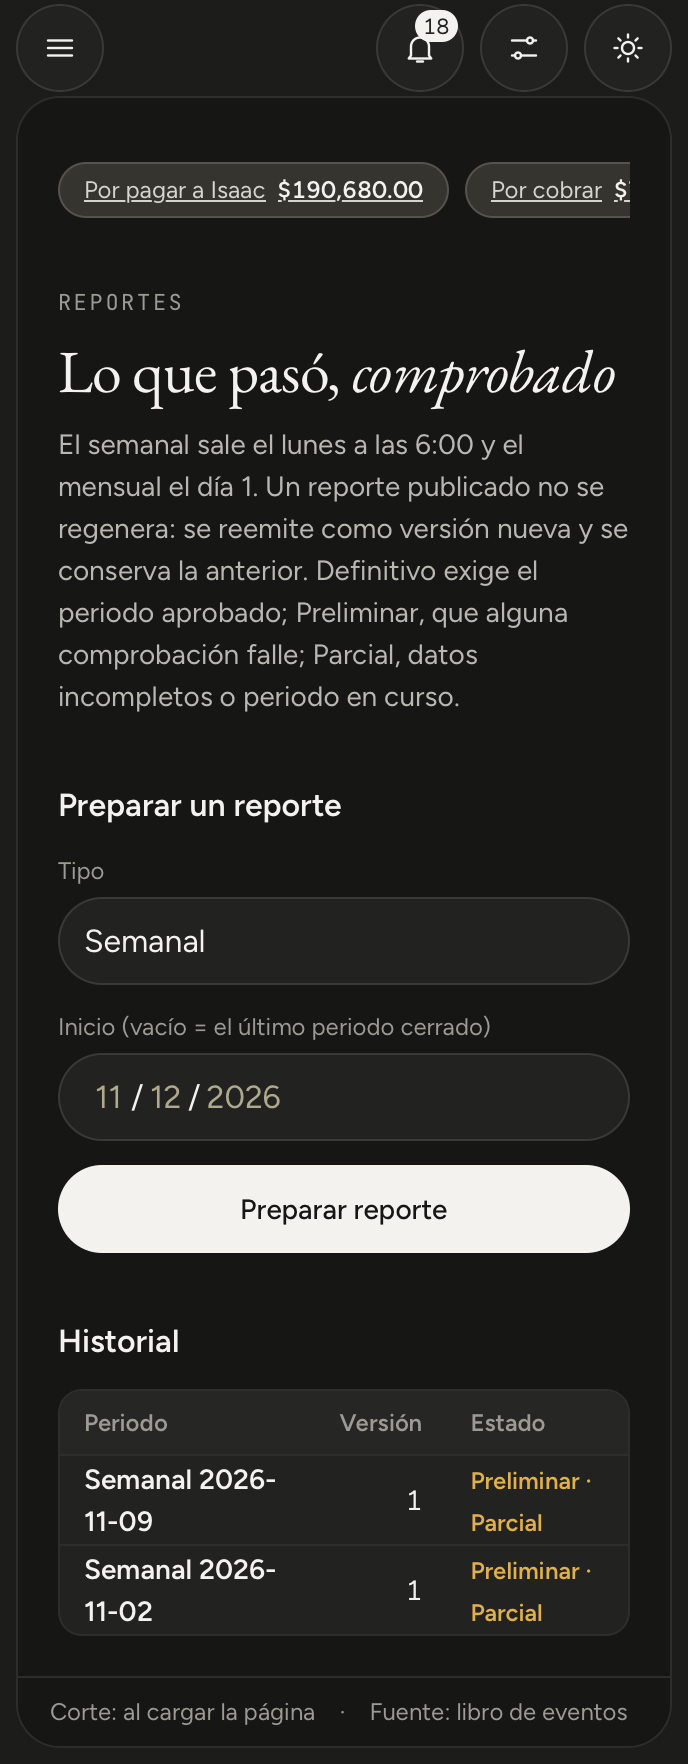 18
Por pagar a Isaac $190,680.00 Por cobrar
REPORTES
Lo que pasó, comprobado
El semanal sale el lunes a las 6:00 y el
mensual el día 1. Un reporte publicado no se
regenera: se reemite como versión nueva y se
conserva la anterior. Definitivo exige el
periodo aprobado; Preliminar, que alguna
comprobación falle; Parcial, datos
incompletos o periodo en curso.
Preparar un reporte
Tipo
Semanal
Inicio (vacío = el último periodo cerrado)
11 / 12 / 2026
Preparar reporte
Historial
Periodo Versión Estado
Semanal 2026-
11-09
1
Preliminar ·
Parcial
Semanal 2026-
11-02
1
Preliminar ·
Parcial
Corte: al cargar la página · Fuente: libro de eventos